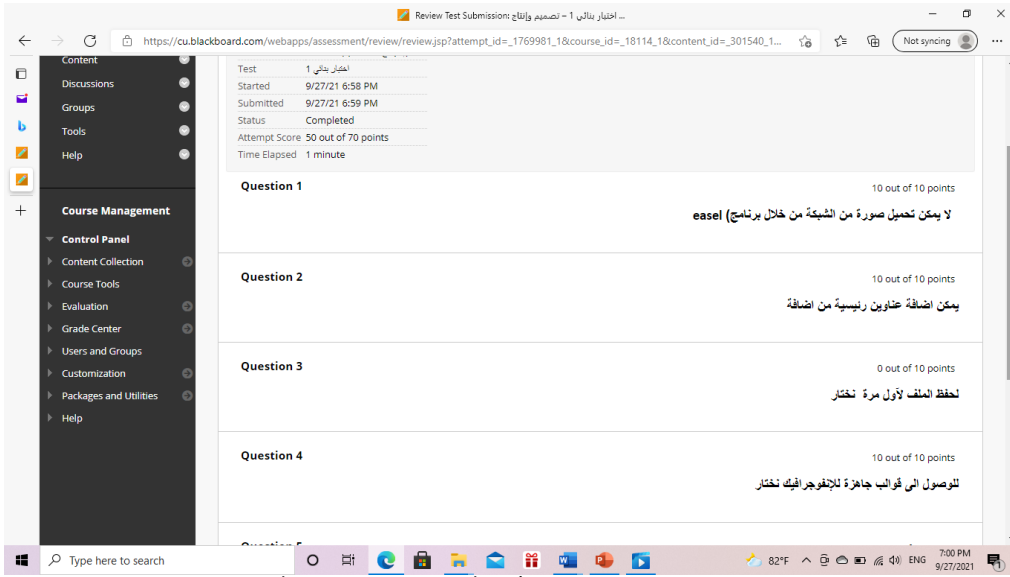 Review Test Submission: اختبار بنائي 1 – تصميم وإنتاج ...
https://cu.blackboard.com/webapps/assessment/review/review.jsp?attempt_id=_1769981_1&course_id=_18114_1&content_id=_301540_1...
Not syncing
Content
Discussions
Groups
Tools
Help
Course Management
Control Panel
Content Collection
Course Tools
Evaluation
Grade Center
Users and Groups
Customization
Packages and Utilities
Help
Test اختبار بنائي 1
Started 9/27/21 6:58 PM
Submitted 9/27/21 6:59 PM
Status Completed
Attempt Score 50 out of 70 points
Time Elapsed 1 minute
Question 1
10 out of 10 points
لا يمكن تحميل صورة من الشبكة من خلال برنامج) easel
Question 2
10 out of 10 points
يمكن اضافة عناوين رئيسية من اضافة
Question 3
0 out of 10 points
لحفظ الملف لآول مرة نختار
Question 4
10 out of 10 points
للوصول الى قوالب جاهزة للإنفوجرافيك نختار
Type here to search
82°F
ENG
7:00 PM
9/27/2021